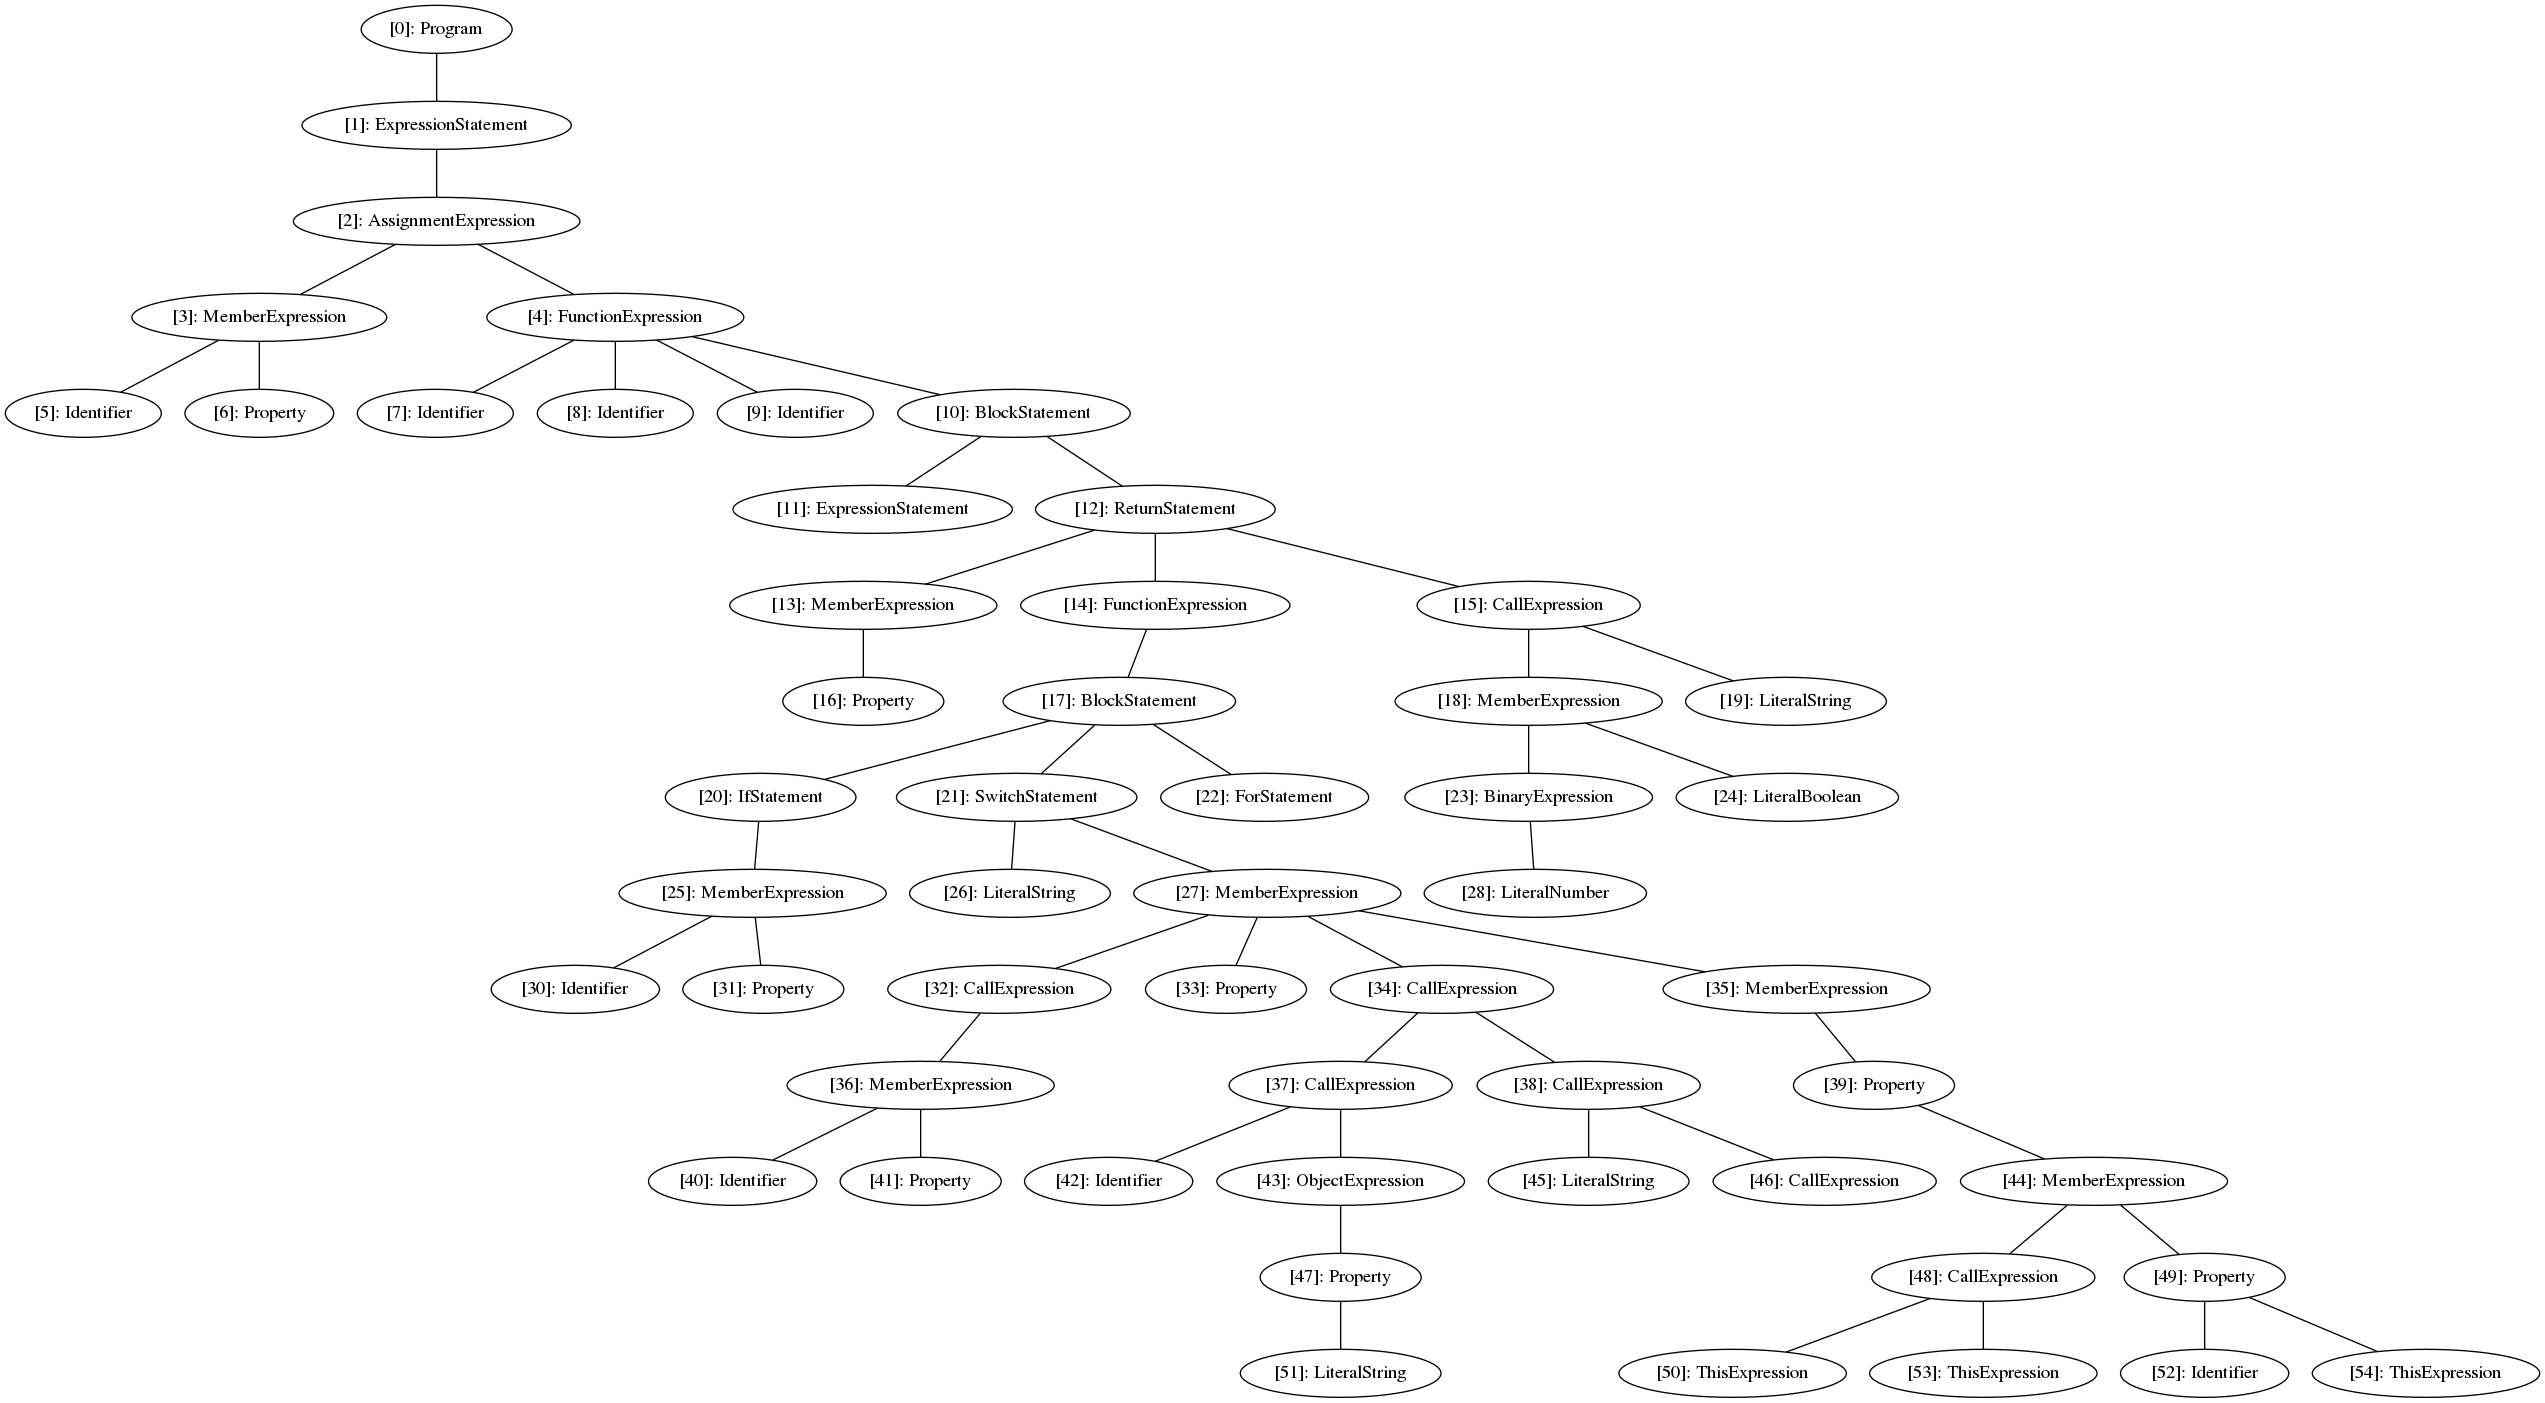 [0]: Program
[1]: ExpressionStatement
[2]: AssignmentExpression
[3]: MemberExpression
[4]: FunctionExpression
[5]: Identifier
[6]: Property
[7]: Identifier
[8]: Identifier
[9]: Identifier
[10]: BlockStatement
[11]: ExpressionStatement
[12]: ReturnStatement
[13]: MemberExpression
[14]: FunctionExpression
[15]: CallExpression
[16]: Property
[17]: BlockStatement
[18]: MemberExpression
[19]: LiteralString
[20]: IfStatement
[21]: SwitchStatement
[22]: ForStatement
[23]: BinaryExpression
[24]: LiteralBoolean
[25]: MemberExpression
[26]: LiteralString
[27]: MemberExpression
[28]: LiteralNumber
[30]: Identifier
[31]: Property
[32]: CallExpression
[33]: Property
[34]: CallExpression
[35]: MemberExpression
[36]: MemberExpression
[37]: CallExpression
[38]: CallExpression
[39]: Property
[40]: Identifier
[41]: Property
[42]: Identifier
[43]: ObjectExpression
[45]: LiteralString
[46]: CallExpression
[44]: MemberExpression
[47]: Property
[48]: CallExpression
[49]: Property
[51]: LiteralString
[50]: ThisExpression
[53]: ThisExpression
[52]: Identifier
[54]: ThisExpression